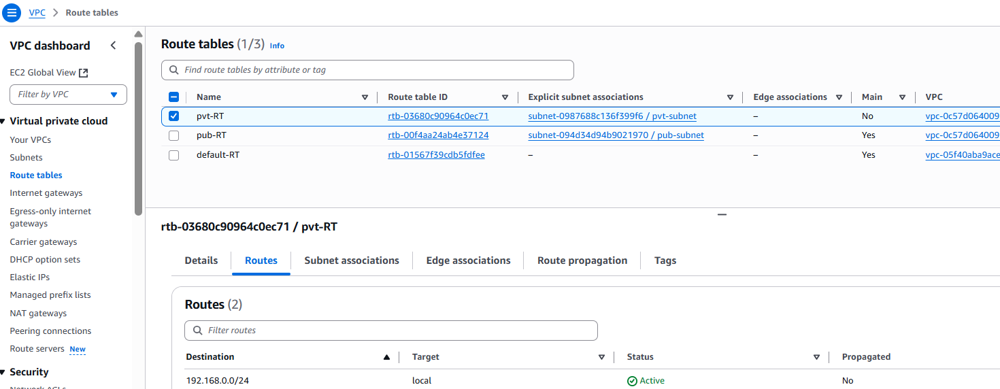 VPC > Route tables
VPC dashboard
EC2 Global View
Filter by VPC
Virtual private cloud
Your VPCs
Subnets
Route tables
Internet gateways
Egress-only internet
gateways
Carrier gateways
DHCP option sets
Elastic IPs
Managed prefix lists
NAT gateways
Peering connections
Route servers New
Security
Network ACLs
Route tables (1/3) Info
Find route tables by attribute or tag
Name Route table ID Explicit subnet associations Edge associations Main VPC
pvt-RT rtb-03680c90964c0ec71 subnet-0987688c136f399f6 / pvt-subnet – No vpc-0c57d064009
pub-RT rtb-00f4aa24ab4e37124 subnet-094d34d94b9021970 / pub-subnet – Yes vpc-0c57d064009
default-RT rtb-01567f39cdb5fdfee – – Yes vpc-05f40aba9ace
rtb-03680c90964c0ec71 / pvt-RT
Details Routes Subnet associations Edge associations Route propagation Tags
Routes (2)
Filter routes
Destination Target Status Propagated
192.168.0.0/24 local Active No